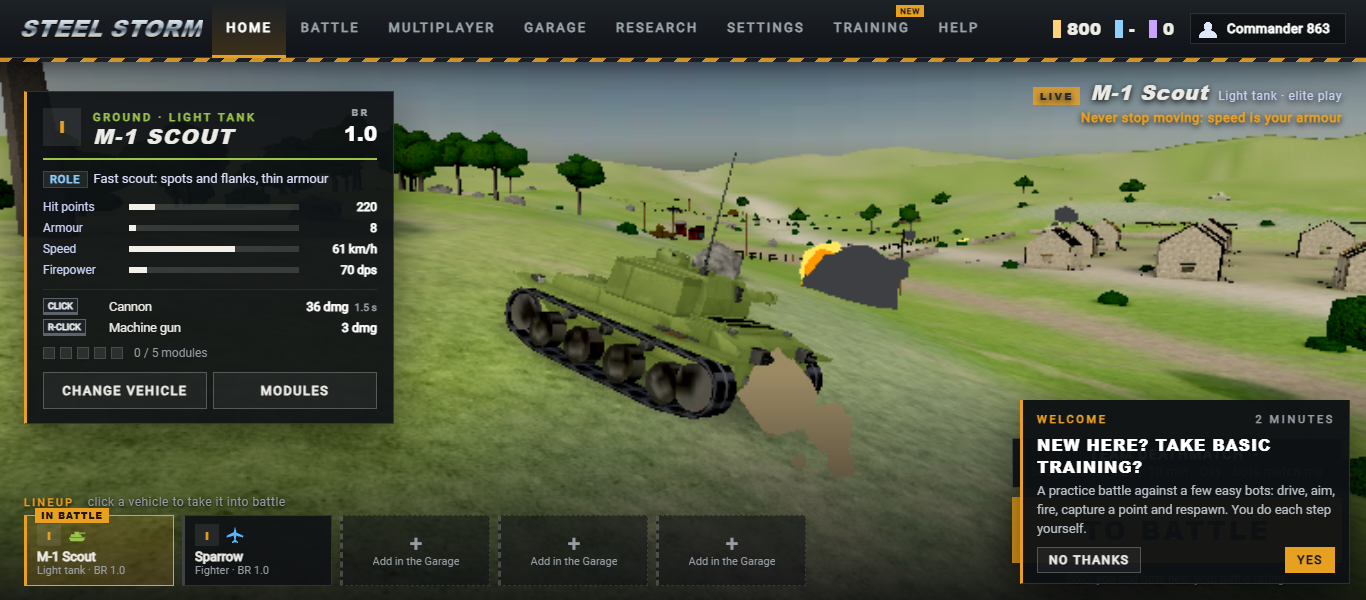 STEEL STORM
HOME
BATTLE
MULTIPLAYER
GARAGE
RESEARCH
SETTINGS
TRAINING
NEW
HELP
800
-
0
Commander 863
I
GROUND · LIGHT TANK
M-1 SCOUT
BR
1.0
ROLE Fast scout: spots and flanks, thin armour
Hit points 220
Armour 8
Speed 61 km/h
Firepower 70 dps
CLICK Cannon 36 dmg 1.5 s
R-CLICK Machine gun 3 dmg
0 / 5 modules
CHANGE VEHICLE
MODULES
LIVE M-1 Scout Light tank · elite play
Never stop moving: speed is your armour
WELCOME 2 MINUTES
NEW HERE? TAKE BASIC
TRAINING?
A practice battle against a few easy bots: drive, aim,
fire, capture a point and respawn. You do each step
yourself.
NO THANKS
YES
TO BATTLE
LINEUP click a vehicle to take it into battle
IN BATTLE
I
M-1 Scout
Light tank · BR 1.0
I
Sparrow
Fighter · BR 1.0
+
Add in the Garage
+
Add in the Garage
+
Add in the Garage